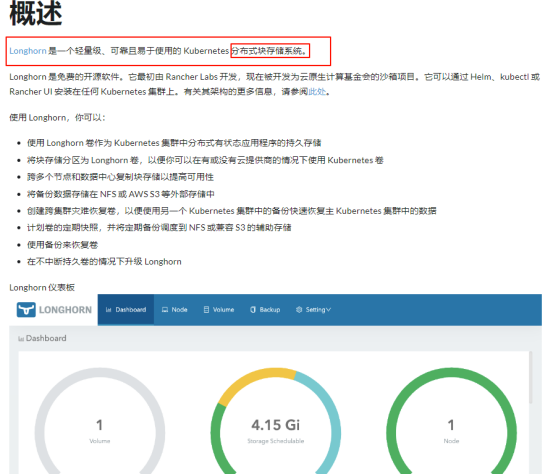 概述
Longhorn 是一个轻量级、可靠且易于使用的 Kubernetes 分布式块存储系统。
Longhorn 是免费的开源软件。它最初由 Rancher Labs 开发，现在被开发为云原生计算基金会的沙箱项目。它可以通过 Helm、kubectl 或
Rancher UI 安装在任何 Kubernetes 集群上。有关其架构的更多信息，请参阅此处。
使用 Longhorn，你可以：
使用 Longhorn 卷作为 Kubernetes 集群中分布式有状态应用程序的持久存储
将块存储分区为 Longhorn 卷，以便你可以在有或没有云提供商的情况下使用 Kubernetes 卷
跨多个节点和数据中心复制块存储以提高可用性
将备份数据存储在 NFS 或 AWS S3 等外部存储中
创建跨集群灾难恢复卷，以便使用另一个 Kubernetes 集群中的备份快速恢复主 Kubernetes 集群中的数据
计划卷的定期快照，并将定期备份调度到 NFS 或兼容 S3 的辅助存储
使用备份来恢复卷
在不中断持久卷的情况下升级 Longhorn
Longhorn 仪表板
LONGHORN Dashboard Node Volume Backup Setting
Dashboard
1 4.15 Gi 1
Volume Storage Schedulable Node